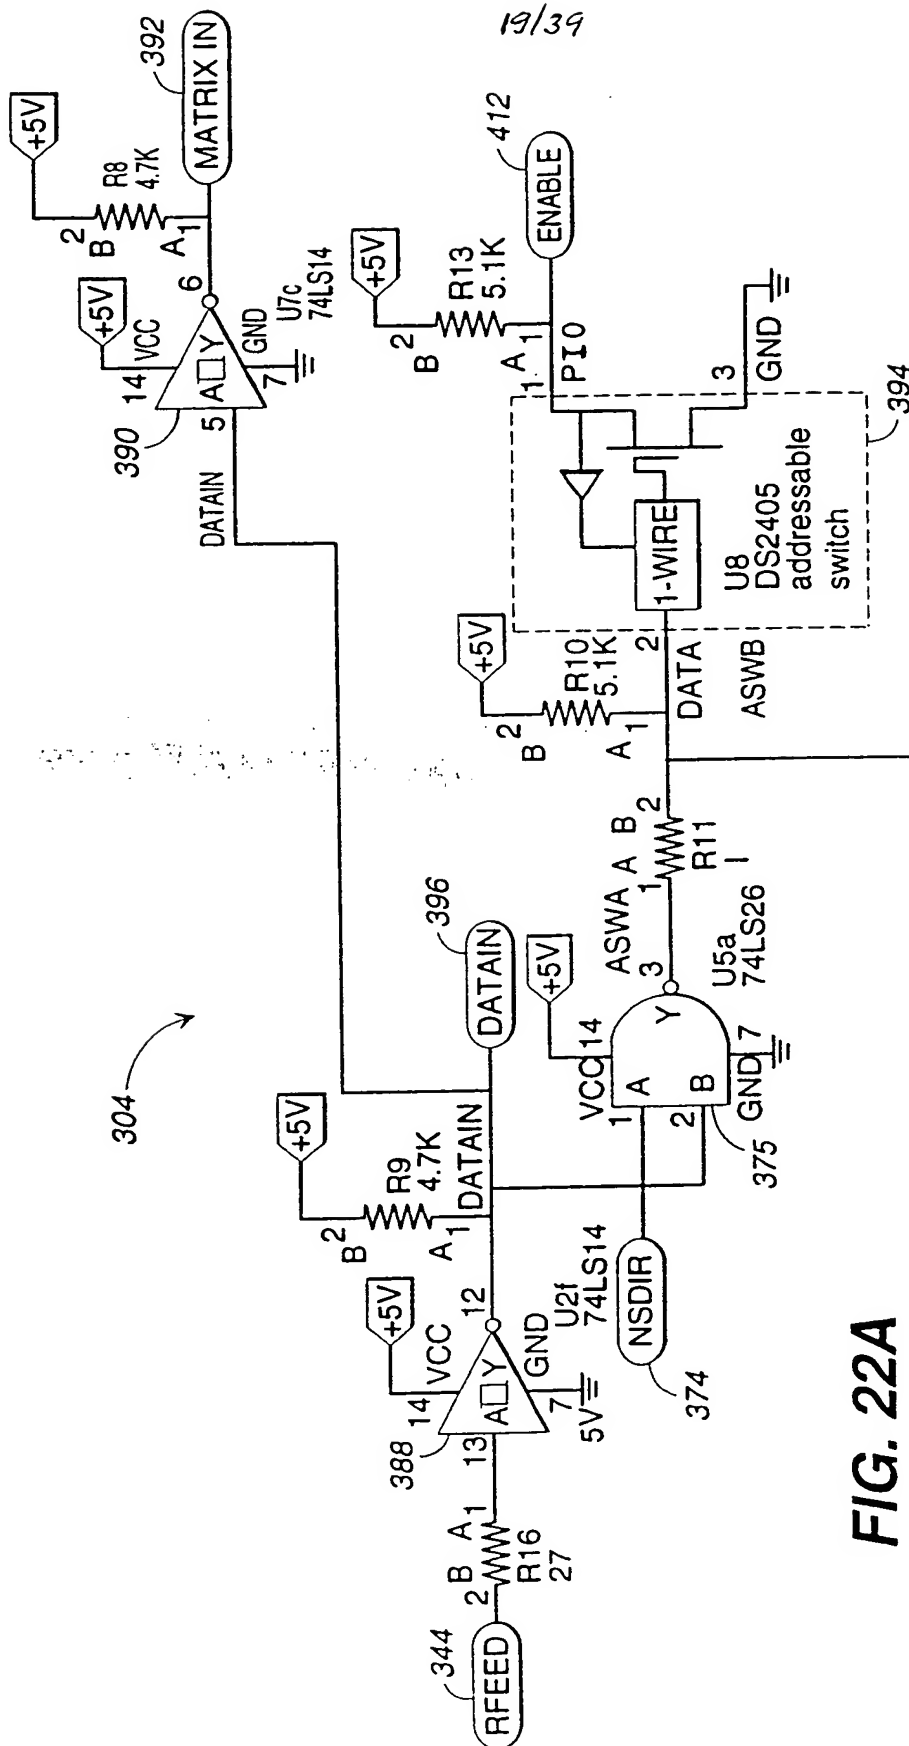 19/39
304
+5V
R8
4.7K
2
B
A
1
MATRIX IN
392
+5V
14
VCC
390
5
A
Y
6
GND
7
U7c
74LS14
DATAIN
+5V
R9
4.7K
2
B
A
1
DATAIN
DATAIN
396
+5V
14
VCC
388
13
A
Y
12
GND
7
5V
U2f
74LS14
344
RFEED
2
B
A
1
R16
27
374
NSDIR
+5V
VCC
14
1
A
2
B
Y
3
GND
7
375
U5a
74LS26
ASWA
1
A
B
2
R11
1
+5V
R10
5.1K
2
B
A
1
DATA
2
ASWB
1-WIRE
U8
DS2405
addressable
switch
394
+5V
R13
5.1K
2
B
A
1
1
PIO
ENABLE
412
3
GND
FIG. 22A